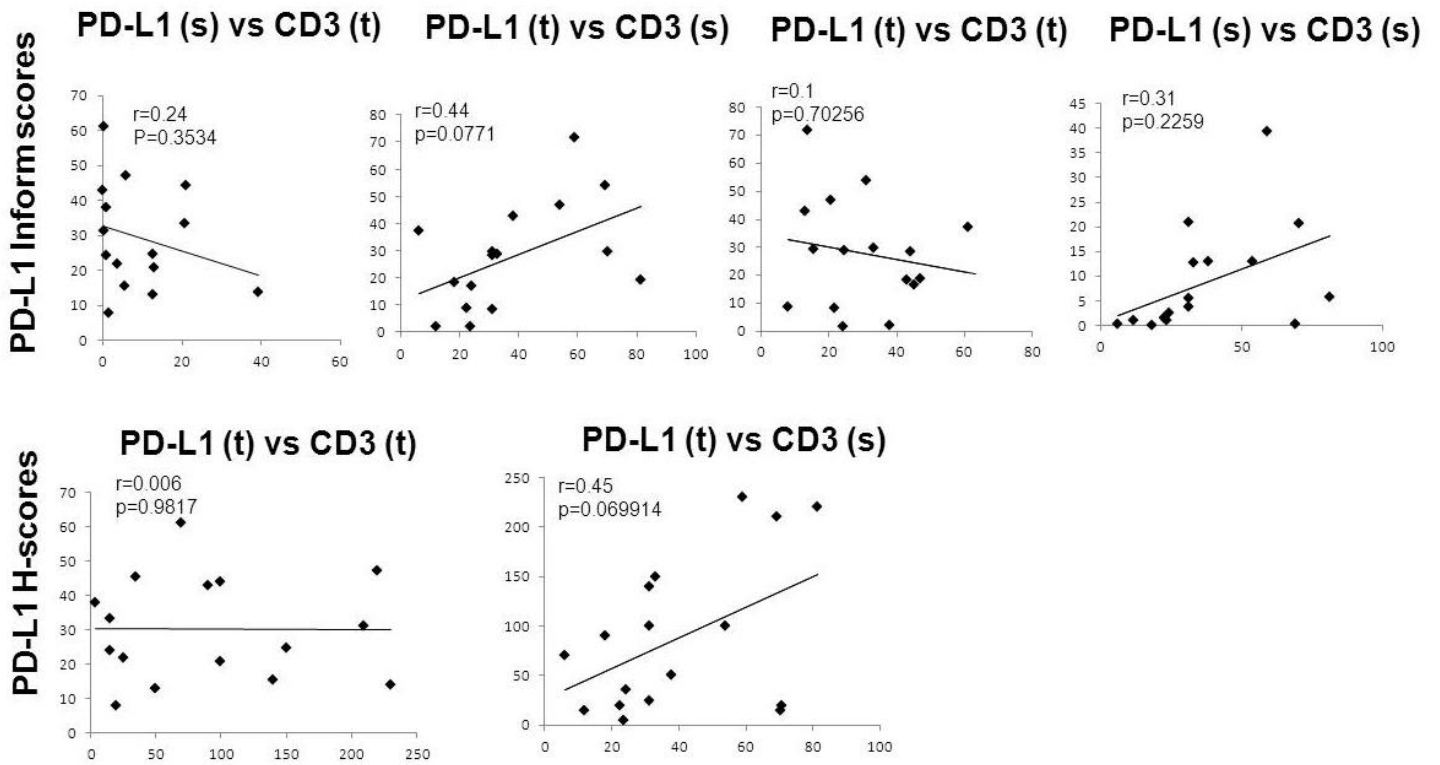 PD-L1 (s) vs CD3 (t)
PD-L1 (t) vs CD3 (s)
PD-L1 (t) vs CD3 (t)
PD-L1 (s) vs CD3 (s)
PD-L1 Inform scores
r=0.24
P=0.3534
70
60
50
40
30
20
10
0
0 20 40 60
r=0.44
p=0.0771
80
70
60
50
40
30
20
10
0
0 20 40 60 80 100
r=0.1
p=0.70256
80
70
60
50
40
30
20
10
0
0 20 40 60 80
r=0.31
p=0.2259
45
40
35
30
25
20
15
10
5
0
0 50 100
PD-L1 (t) vs CD3 (t)
PD-L1 (t) vs CD3 (s)
PD-L1 H-scores
r=0.006
p=0.9817
70
60
50
40
30
20
10
0
0 50 100 150 200 250
r=0.45
p=0.069914
250
200
150
100
50
0
0 20 40 60 80 100